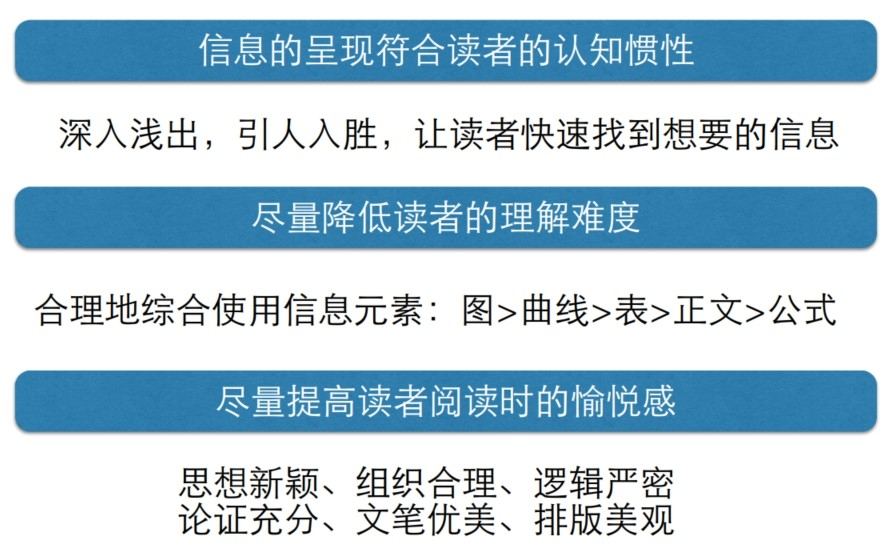 信息的呈现符合读者的认知惯性
深入浅出，引人入胜，让读者快速找到想要的信息
尽量降低读者的理解难度
合理地综合使用信息元素：图>曲线>表>正文>公式
尽量提高读者阅读时的愉悦感
思想新颖、组织合理、逻辑严密
论证充分、文笔优美、排版美观